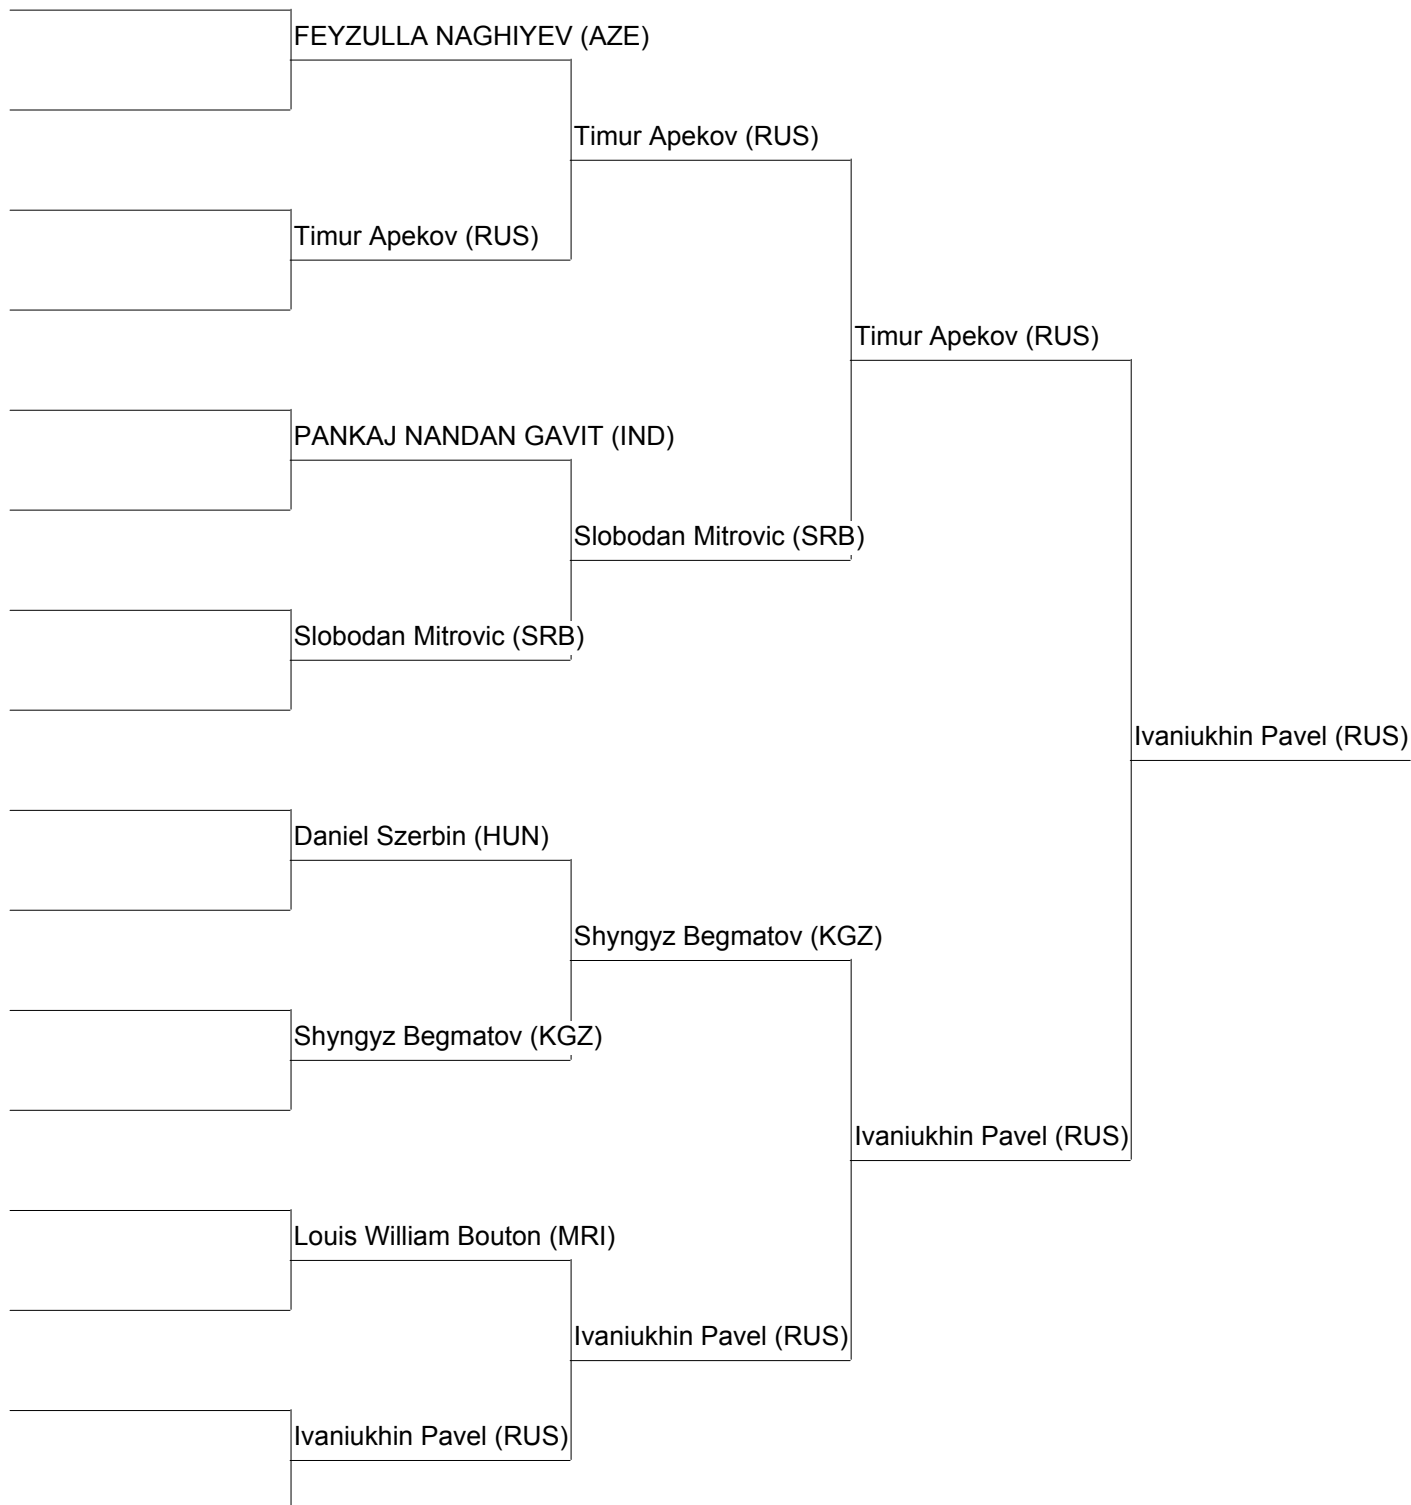 FEYZULLA NAGHIYEV (AZE)
Timur Apekov (RUS)
Timur Apekov (RUS)
Timur Apekov (RUS)
PANKAJ NANDAN GAVIT (IND)
Slobodan Mitrovic (SRB)
Slobodan Mitrovic (SRB)
Ivaniukhin Pavel (RUS)
Daniel Szerbin (HUN)
Shyngyz Begmatov (KGZ)
Shyngyz Begmatov (KGZ)
Ivaniukhin Pavel (RUS)
Louis William Bouton (MRI)
Ivaniukhin Pavel (RUS)
Ivaniukhin Pavel (RUS)